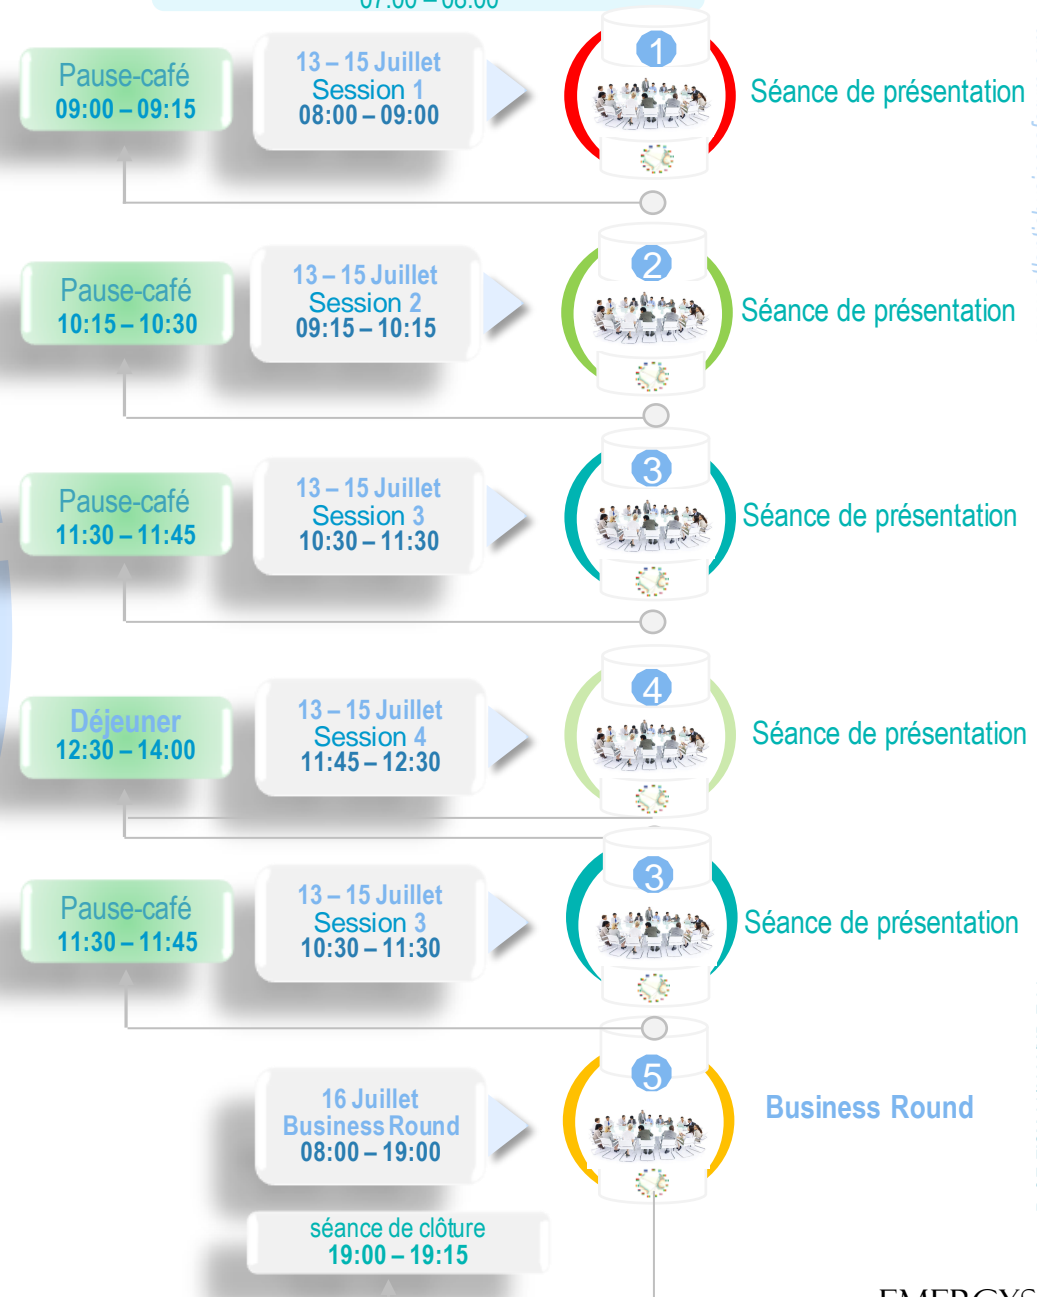 07:00 – 08:00
Pause-café
09:00 – 09:15
13 – 15 Juillet
Session 1
08:00 – 09:00
1
Séance de présentation
Pause-café
10:15 – 10:30
13 – 15 Juillet
Session 2
09:15 – 10:15
2
Séance de présentation
Pause-café
11:30 – 11:45
13 – 15 Juillet
Session 3
10:30 – 11:30
3
Séance de présentation
Déjeuner
12:30 – 14:00
13 – 15 Juillet
Session 4
11:45 – 12:30
4
Séance de présentation
Pause-café
11:30 – 11:45
13 – 15 Juillet
Session 3
10:30 – 11:30
3
Séance de présentation
16 Juillet
Business Round
08:00 – 19:00
5
Business Round
séance de clôture
19:00 – 19:15